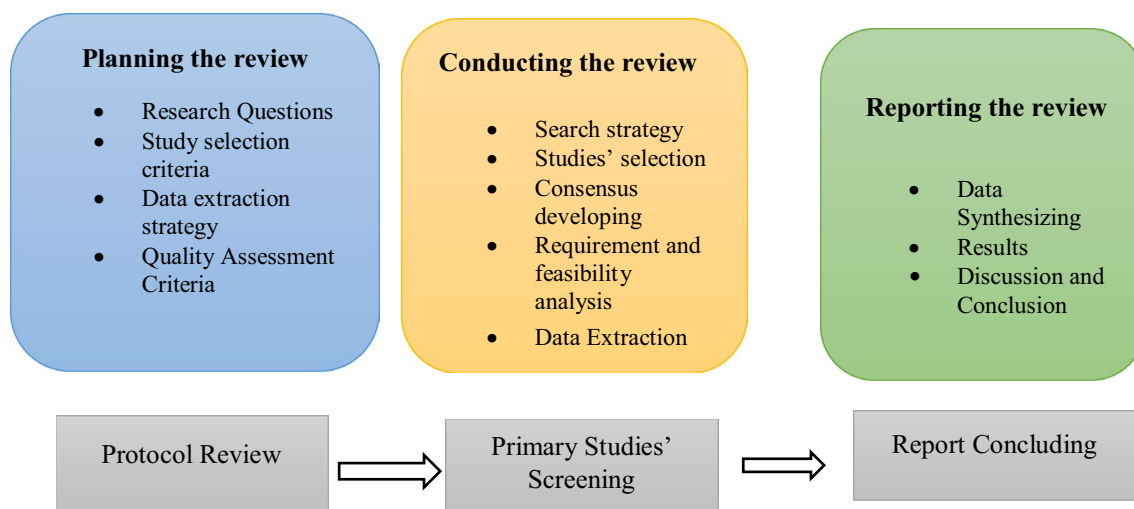 Planning the review
• Research Questions
• Study selection
criteria
• Data extraction
strategy
• Quality Assessment
Criteria
Conducting the review
• Search strategy
• Studies’ selection
• Consensus
developing
• Requirement and
feasibility
analysis
• Data Extraction
Reporting the review
• Data
Synthesizing
• Results
• Discussion and
Conclusion
Protocol Review
Primary Studies’
Screening
Report Concluding